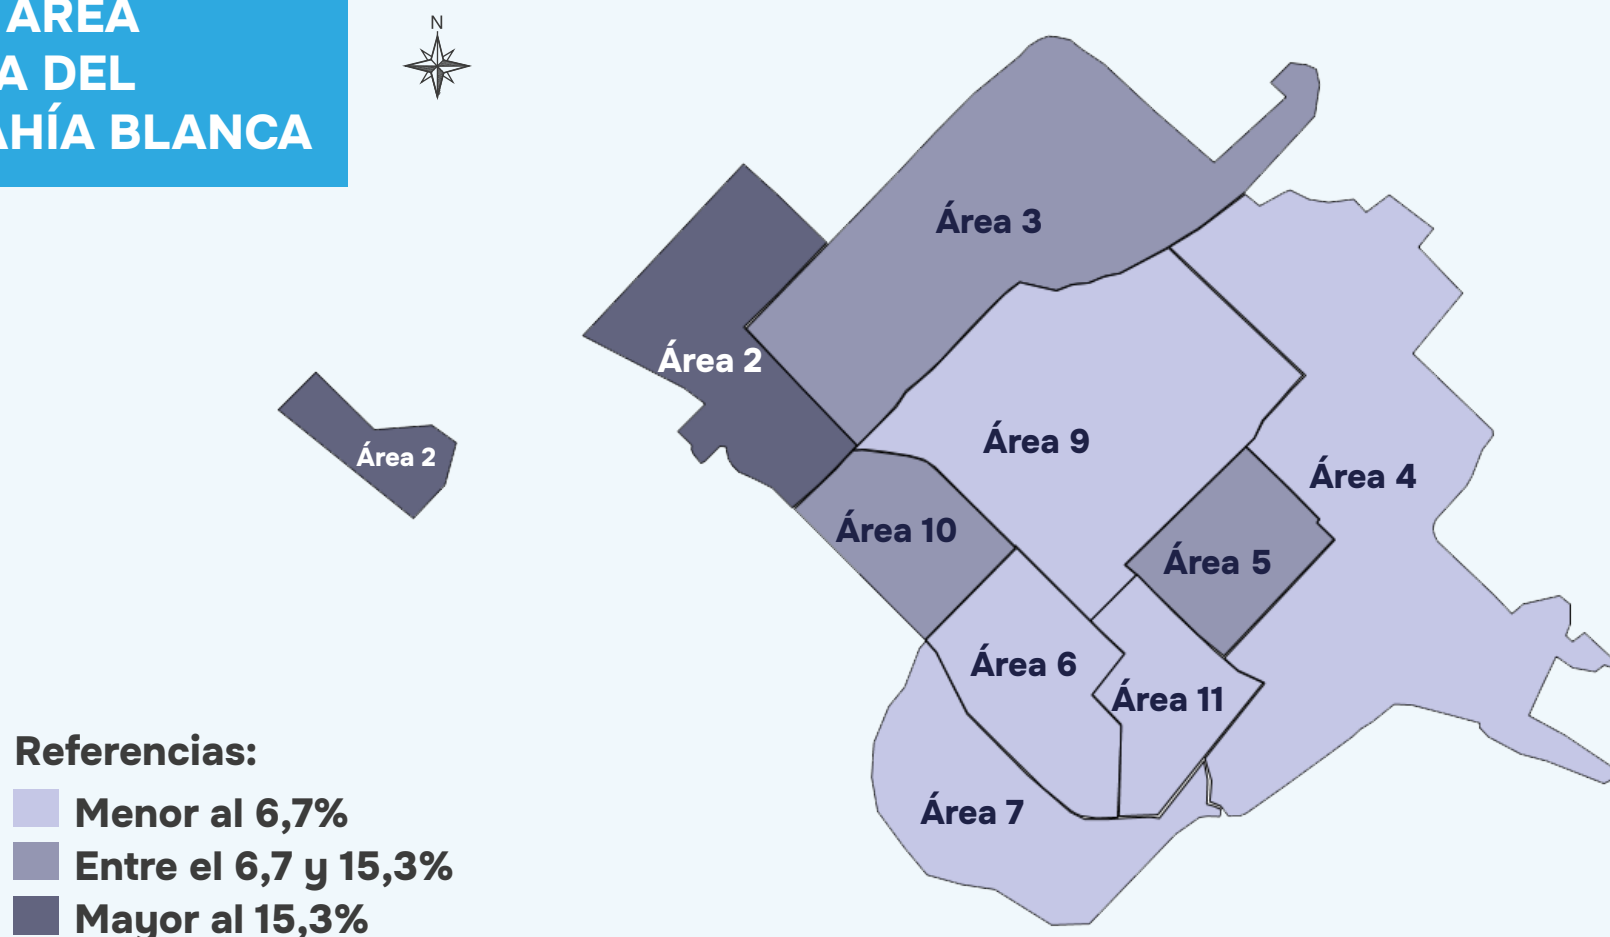 ÁREA
A DEL
AHÍA BLANCA
N
Área 3
Área 2
Área 9
Área 2
Área 4
Área 10
Área 5
Área 6
Área 11
Área 7
Referencias:
Menor al 6,7%
Entre el 6,7 y 15,3%
Mayor al 15,3%